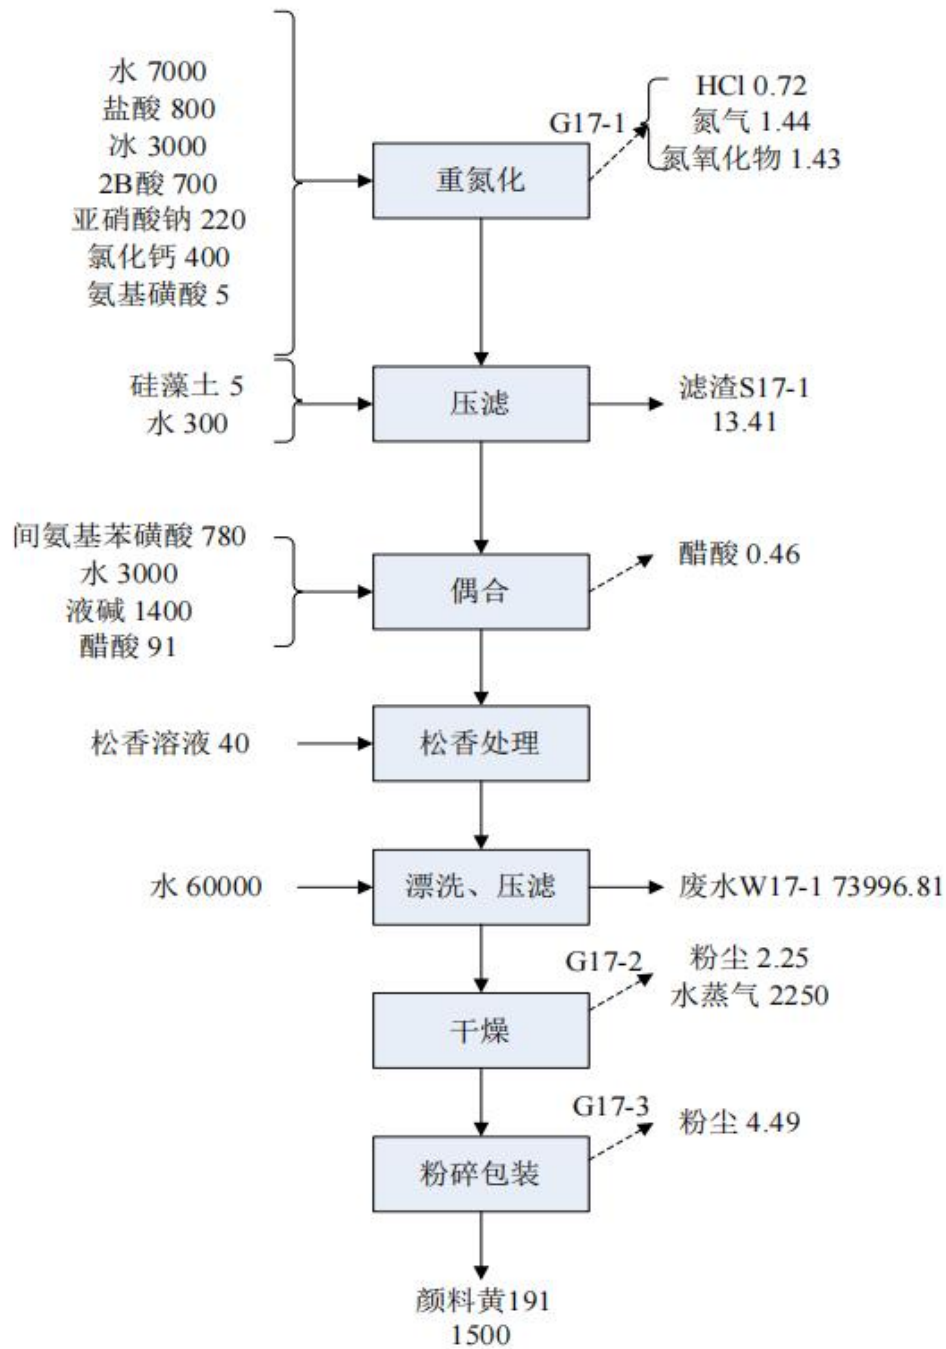 水 7000
盐酸 800
冰 3000
2B酸 700
亚硝酸钠 220
氯化钙 400
氨基磺酸 5
重氮化
G17-1
HCl 0.72
氮气 1.44
氮氧化物 1.43
硅藻土 5
水 300
压滤
滤渣S17-1
13.41
间氨基苯磺酸 780
水 3000
液碱 1400
醋酸 91
偶合
醋酸 0.46
松香溶液 40
松香处理
水 60000
漂洗、压滤
废水W17-1 73996.81
G17-2
粉尘 2.25
水蒸气 2250
干燥
G17-3
粉尘 4.49
粉碎包装
颜料黄191
1500